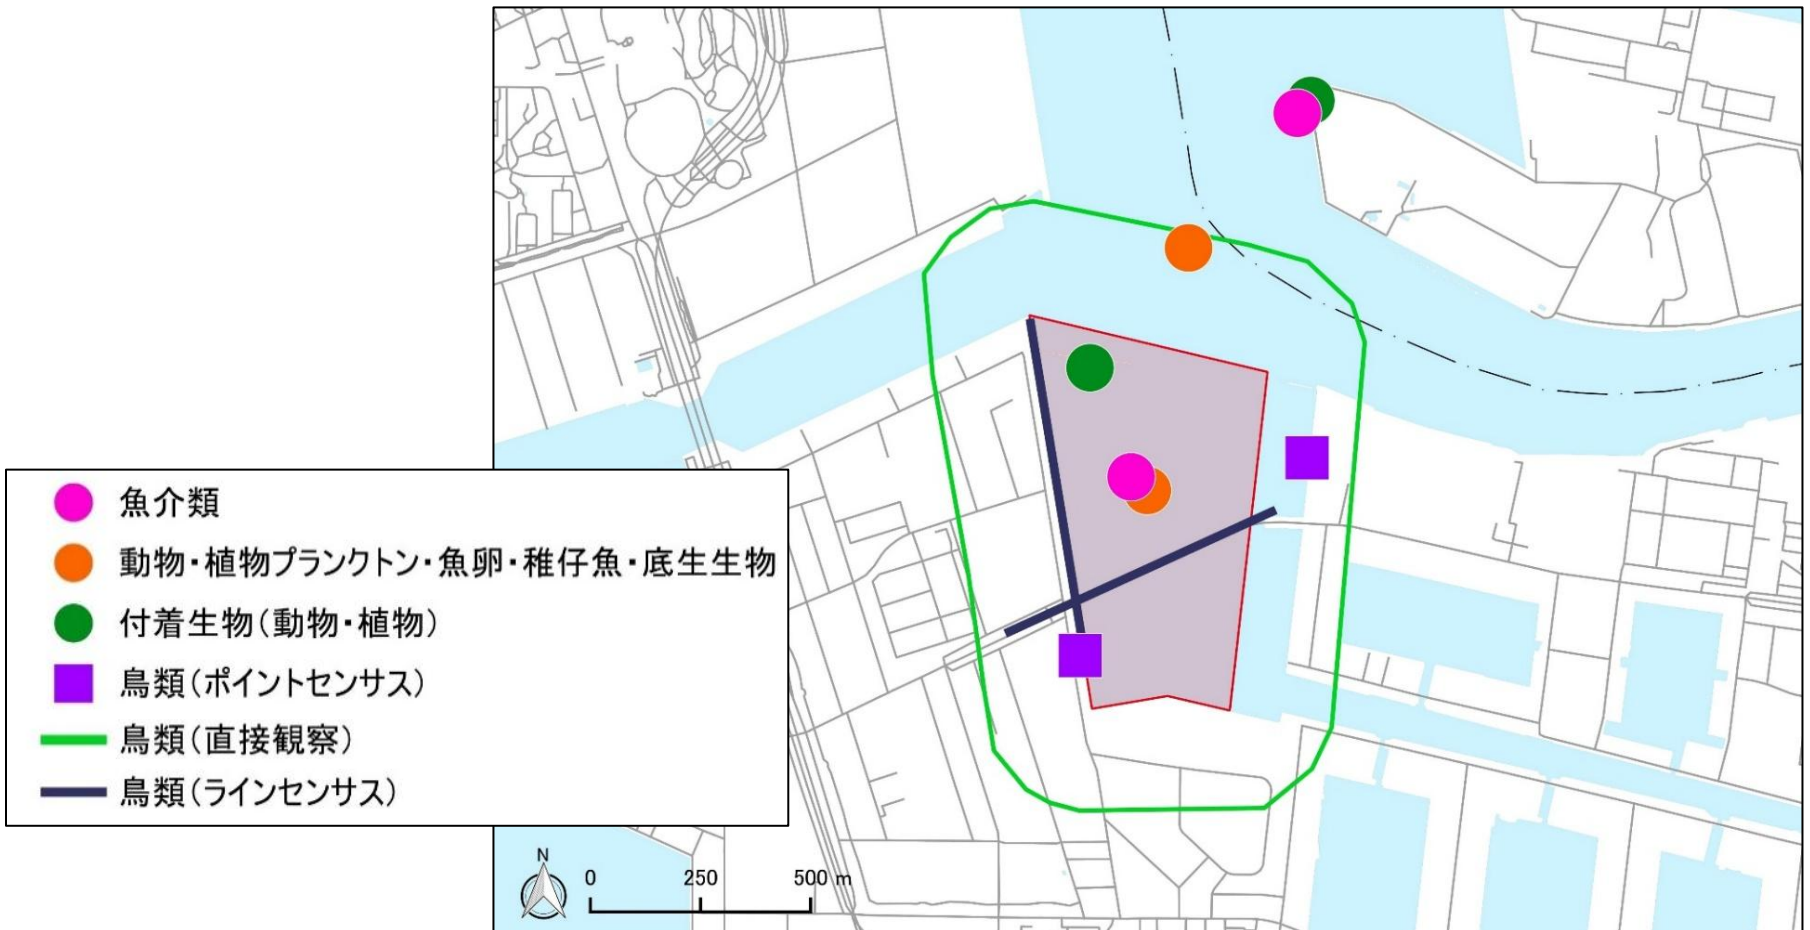 魚介類
動物・植物プランクトン・魚卵・稚仔魚・底生生物
付着生物(動物・植物)
鳥類(ポイントセンサス)
鳥類(直接観察)
鳥類(ラインセンサス)
N
0 250 500 m